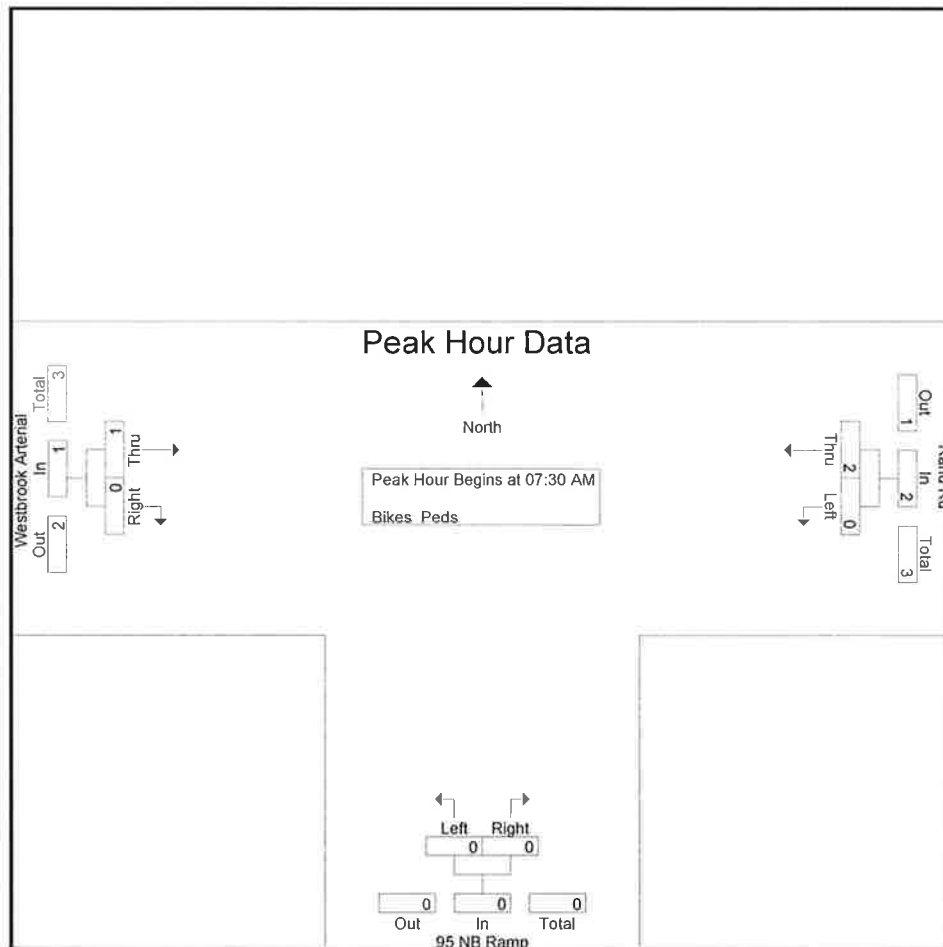 Peak Hour Data
North
Peak Hour Begins at 07:30 AM
Bikes Peds
Westbrook Arterial
Out In Total
2 1 3
Right Thru
0 1
Out In Total
1 2 3
Thru Left
2 0
Left Right
0 0
0 0 0
Out In Total
95 NB Ramp